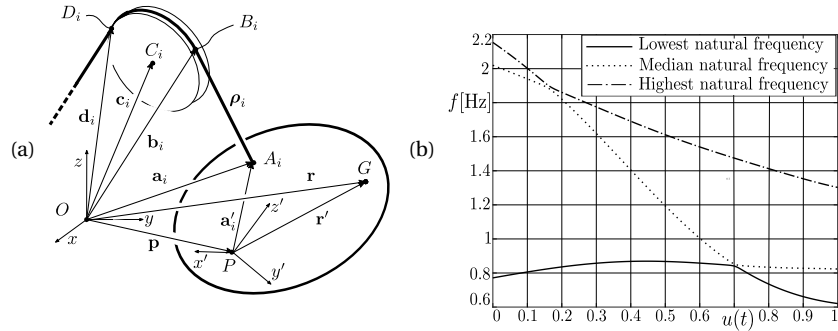 (a)
D_i
B_i
C_i
c_i
ρ_i
d_i
b_i
z
a_i
A_i
r
G
O
y
a'_i
z'
r'
x
p
x'
P
y'
(b)
2.2
2
f[Hz]
1.8
1.6
1.4
1.2
1
0.8
0.6
Lowest natural frequency
Median natural frequency
Highest natural frequency
0 0.1 0.2 0.3 0.4 0.5 0.6 0.7 0.8 0.9 1
u(t)